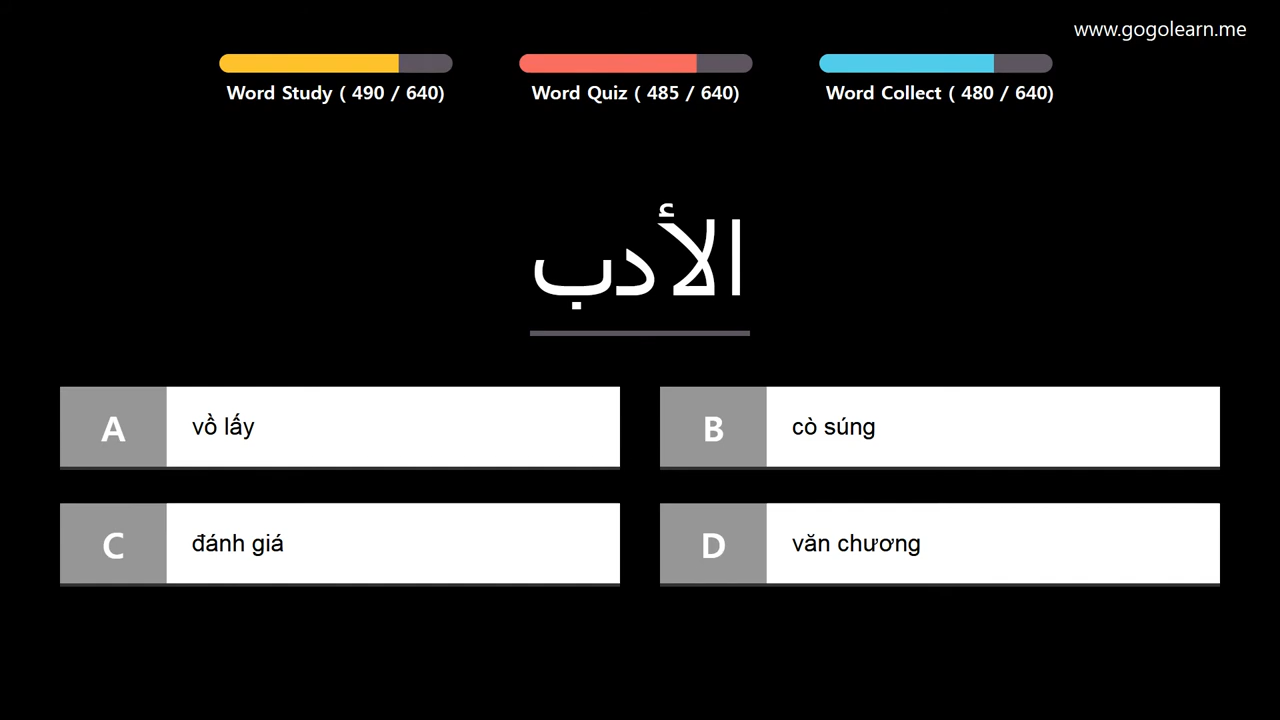 www.gogolearn.me
Word Study ( 490 / 640)
Word Quiz ( 485 / 640)
Word Collect ( 480 / 640)
الأدب
A vồ lấy
B cò súng
C đánh giá
D văn chương